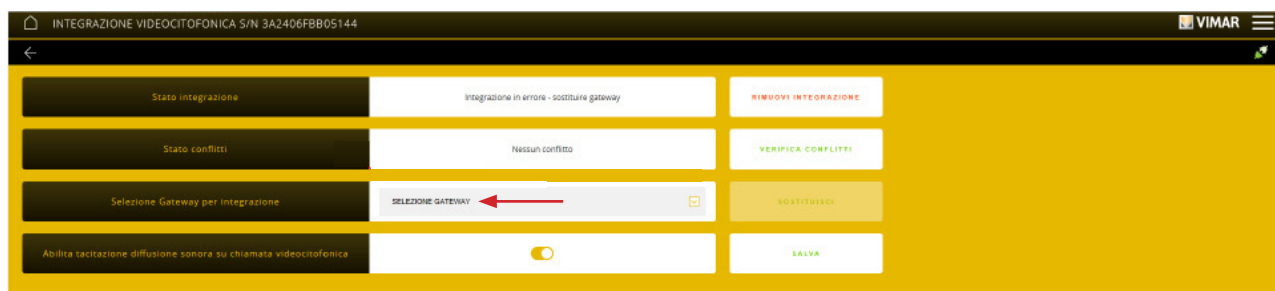 INTEGRAZIONE VIDEOCITOFONICA S/N 3A2406FBB05144
VIMAR
Stato integrazione
Integrazione in errore - sostituire gateway
RIMUOVI INTEGRAZIONE
Stato conflitti
Nessun conflitto
VERIFICA CONFLITTI
Selezione Gateway per integrazione
SELEZIONE GATEWAY
SOSTITUISCI
Abilita tacitazione diffusione sonora su chiamata videocitofonica
SALVA